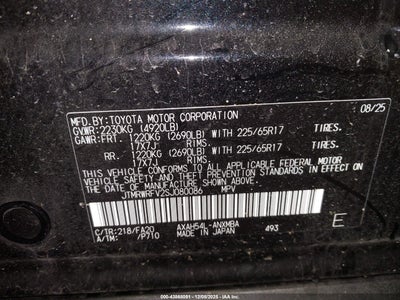 MFD.BY:TOYOTA MOTOR CORPORATION 08/25
GVWR:2230KG (4920LB)
GAWR:FRT 1220KG (2690LB) WITH 225/65R17 TIRES.
17X7J RIMS.
RR. 1220KG (2690LB) WITH 225/65R17 TIRES.
17X7J RIMS.
THIS VEHICLE CONFORMS TO ALL APPLICABLE FEDERAL MOTOR
VEHICLE SAFETY AND THEFT PREVENTION STANDARDS IN EFFECT ON
THE DATE OF MANUFACTURE SHOWN ABOVE.
JTMRWRFV2SJ080086 MPV
C/TR:218/FA20 AXAH54L-ANXMBA 493 E
A/TM: /P710 MADE IN JAPAN
000-43868091 - 12/08/2025 - IAA Inc.